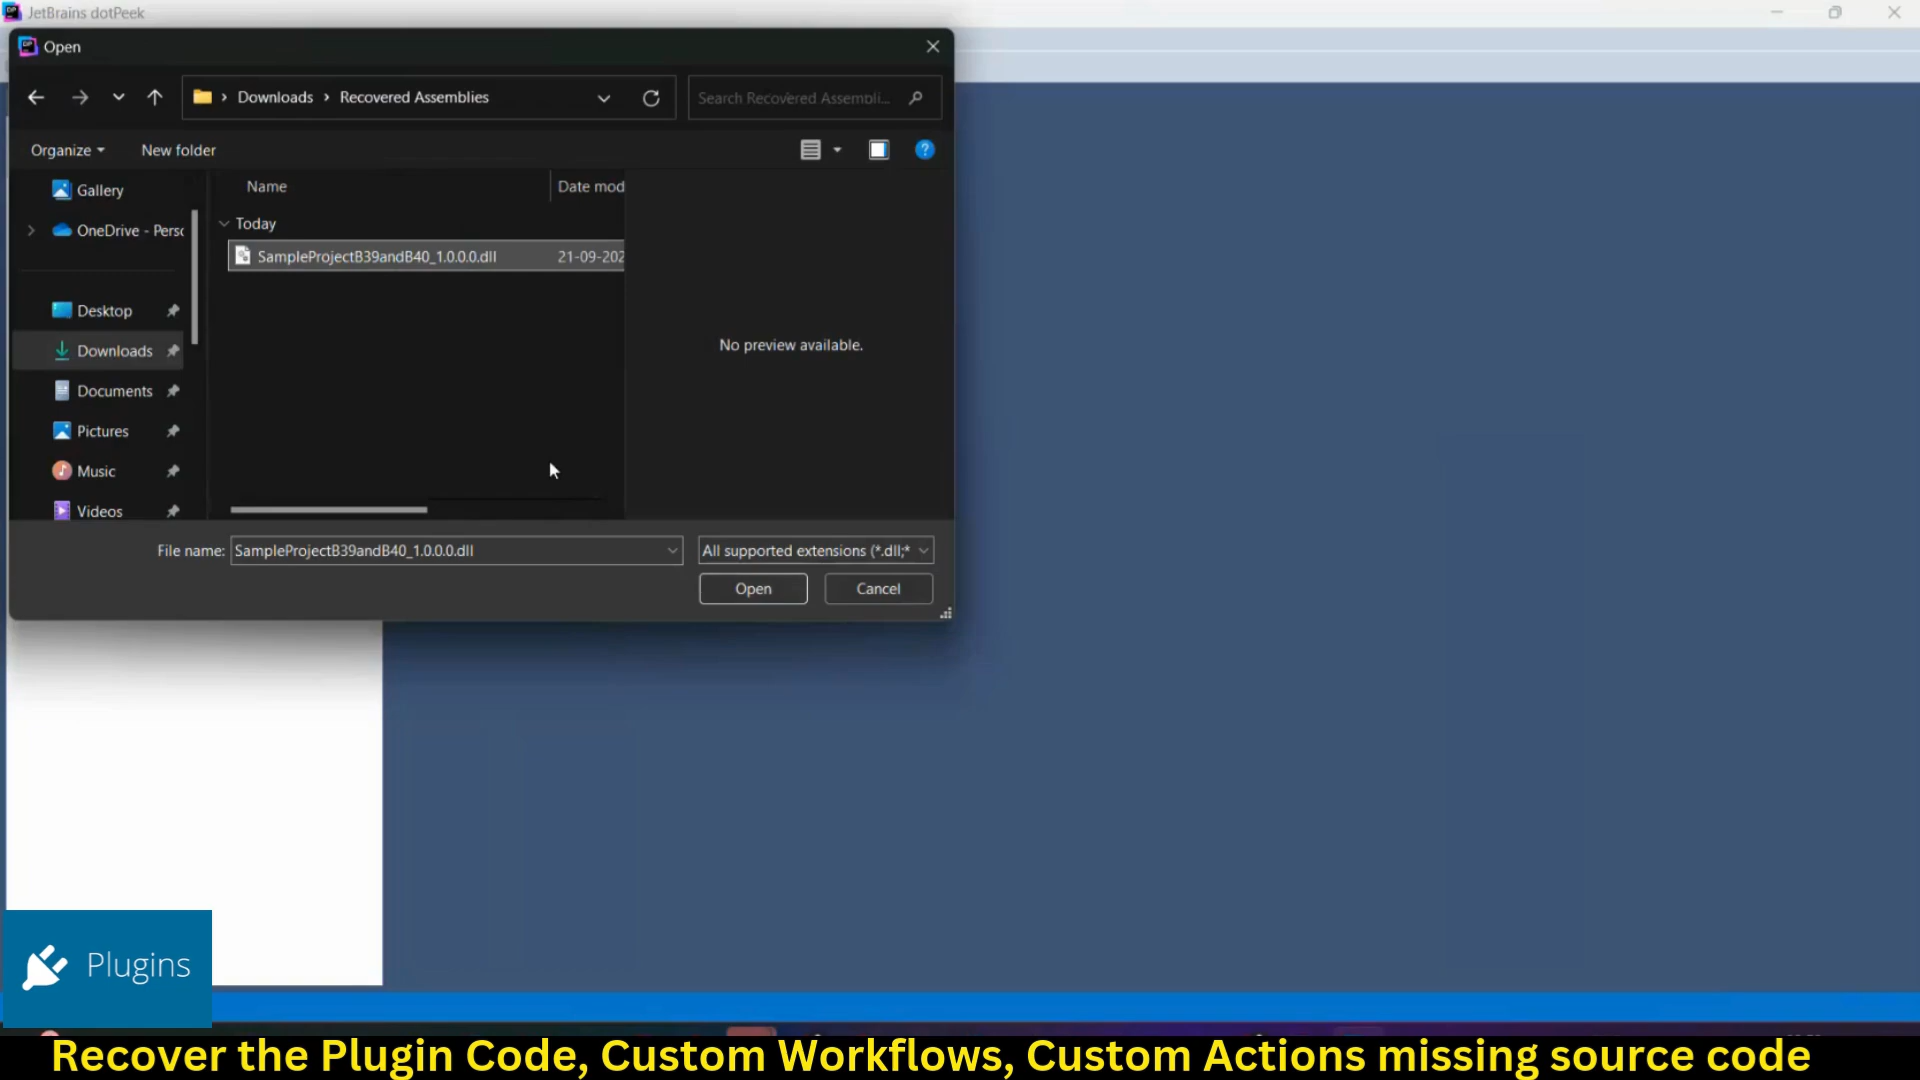 JetBrains dotPeek
Open
Downloads
Recovered Assemblies
Search Recovered Assembli...
Organize
New folder
?
Gallery
Name
Date mod
Today
OneDrive - Perso
SampleProjectB39andB40_1.0.0.0.dll
21-09-202
Desktop
Downloads
No preview available.
Documents
Pictures
Music
Videos
File name:
SampleProjectB39andB40_1.0.0.0.dll
All supported extensions (*.dll;*
Open
Cancel
Plugins
Recover the Plugin Code, Custom Workflows, Custom Actions missing source code